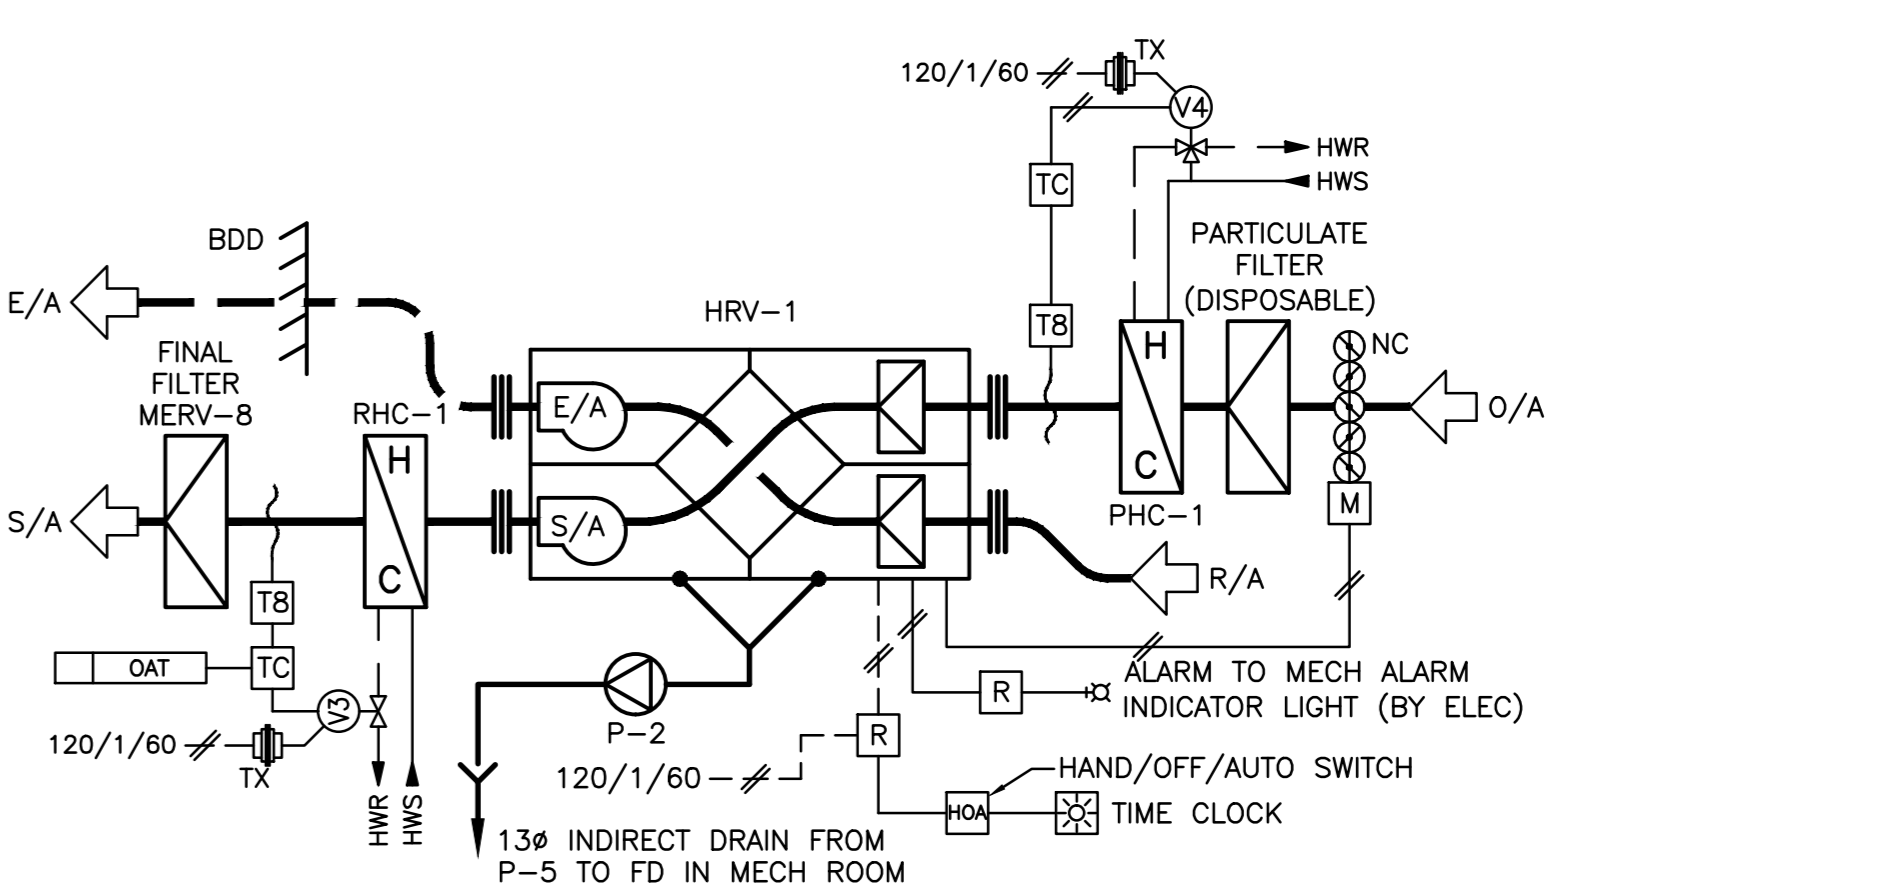 TX
120/1/60
V4
HWR
TC
HWS
BDD
PARTICULATE
FILTER
(DISPOSABLE)
E/A
HRV-1
T8
H
NC
FINAL
FILTER
MERV-8
RHC-1
E/A
O/A
H
C
M
S/A
S/A
PHC-1
C
R/A
T8
OAT
TC
ALARM TO MECH ALARM
INDICATOR LIGHT (BY ELEC)
R
V3
P-2
R
120/1/60
TX
120/1/60
HAND/OFF/AUTO SWITCH
HWR
HWS
HOA
TIME CLOCK
13ø INDIRECT DRAIN FROM
P-5 TO FD IN MECH ROOM